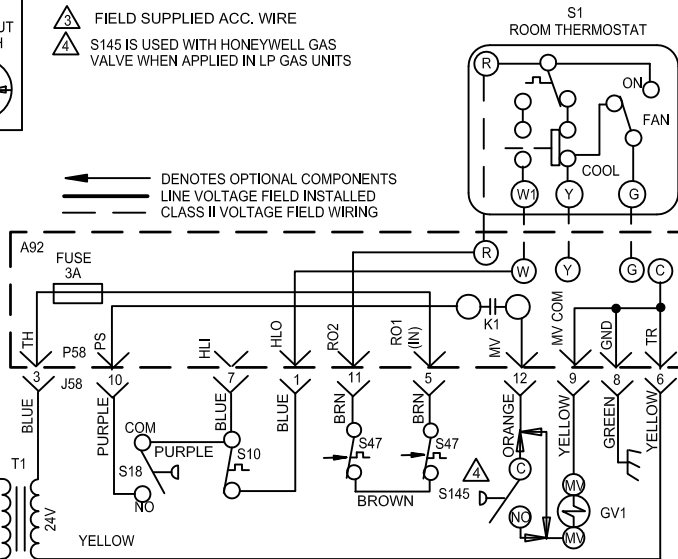 UT
H
3 FIELD SUPPLIED ACC. WIRE
4 S145 IS USED WITH HONEYWELL GAS
VALVE WHEN APPLIED IN LP GAS UNITS
S1
ROOM THERMOSTAT
R
ON
FAN
COOL
W1 Y G
DENOTES OPTIONAL COMPONENTS
LINE VOLTAGE FIELD INSTALLED
CLASS II VOLTAGE FIELD WIRING
A92
FUSE
3A
R
W Y G C
K1
TH PS HLI HLO RO2 RO1 (IN) MV MV COM GND TR
P58
J58
3 10 7 1 11 5 12 9 8 6
BLUE PURPLE BLUE BLUE BRN BRN ORANGE YELLOW GREEN YELLOW
COM
PURPLE
S10
S47
S47
S18
NO
BROWN
4
S145
C
NO
MV
GV1
MV
T1
24V
YELLOW